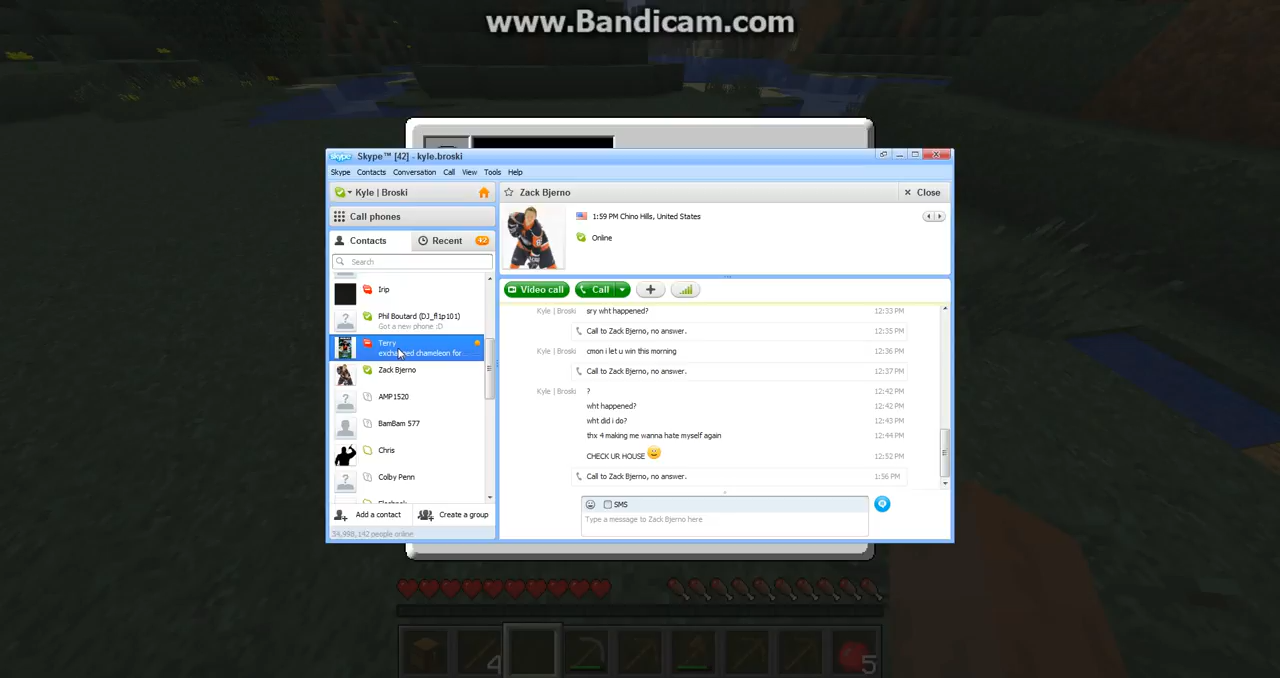 www.Bandicam.com
Skype™ [42] - kyle.broski
Skype Contacts Conversation Call View Tools Help
Kyle | Broski
Call phones
Contacts
Recent 42
Search
Irip
Phil Boutard (DJ_fl1p101)
Got a new phone :D
Terry
exchanged chameleon for ...
Zack Bjerno
AMP1520
BamBam 577
Chris
Colby Penn
Add a contact
Create a group
34,998,142 people online
Zack Bjerno
Close
1:59 PM Chino Hills, United States
Online
Video call
Call
Kyle | Broski sry wht happened? 12:33 PM
Call to Zack Bjerno, no answer. 12:35 PM
Kyle | Broski cmon i let u win this morning 12:36 PM
Call to Zack Bjerno, no answer. 12:37 PM
Kyle | Broski ? 12:42 PM
wht happened? 12:42 PM
wht did i do? 12:43 PM
thx 4 making me wanna hate myself again 12:44 PM
CHECK UR HOUSE 12:52 PM
Call to Zack Bjerno, no answer. 1:56 PM
SMS
Type a message to Zack Bjerno here
4
5